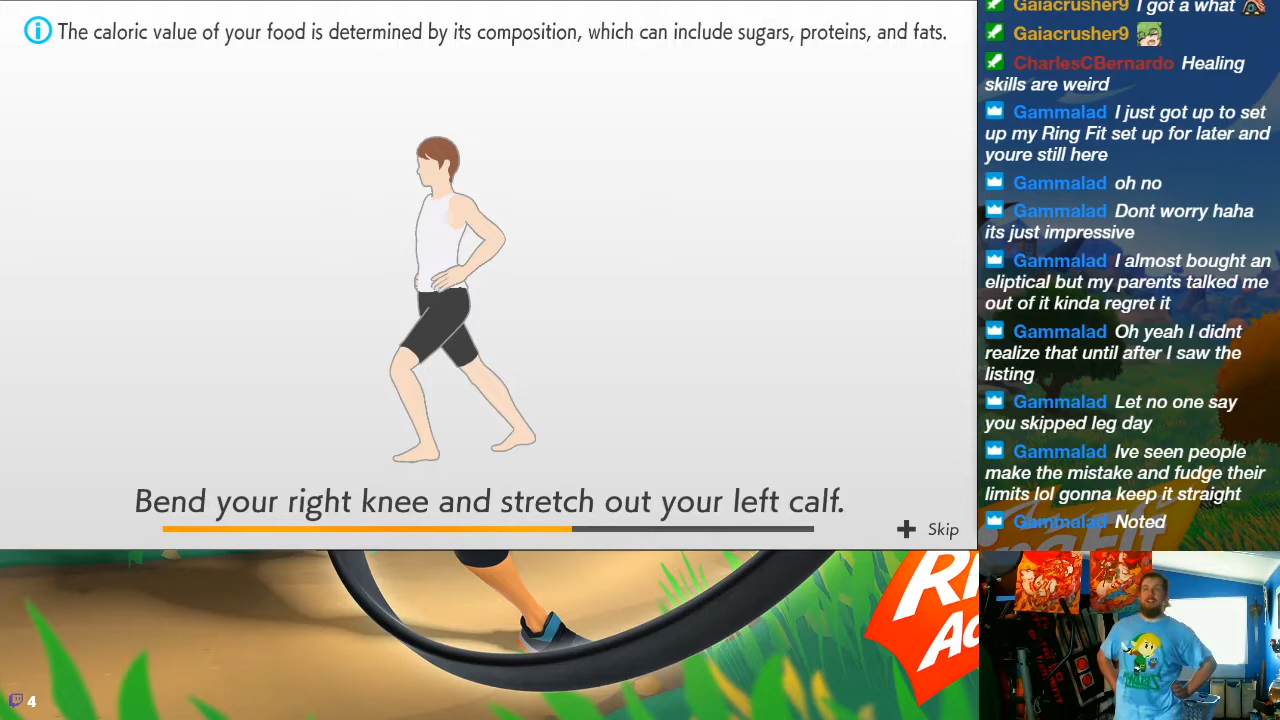 The caloric value of your food is determined by its composition, which can include sugars, proteins, and fats.
Bend your right knee and stretch out your left calf.
Skip
4
Gaiacrusher9 I got a what
Gaiacrusher9
CharlesCBernardo Healing
skills are weird
Gammalad I just got up to set
up my Ring Fit set up for later and
youre still here
Gammalad oh no
Gammalad Dont worry haha
its just impressive
Gammalad I almost bought an
eliptical but my parents talked me
out of it kinda regret it
Gammalad Oh yeah I didnt
realize that until after I saw the
listing
Gammalad Let no one say
you skipped leg day
Gammalad Ive seen people
make the mistake and fudge their
limits lol gonna keep it straight
Gammalad Noted